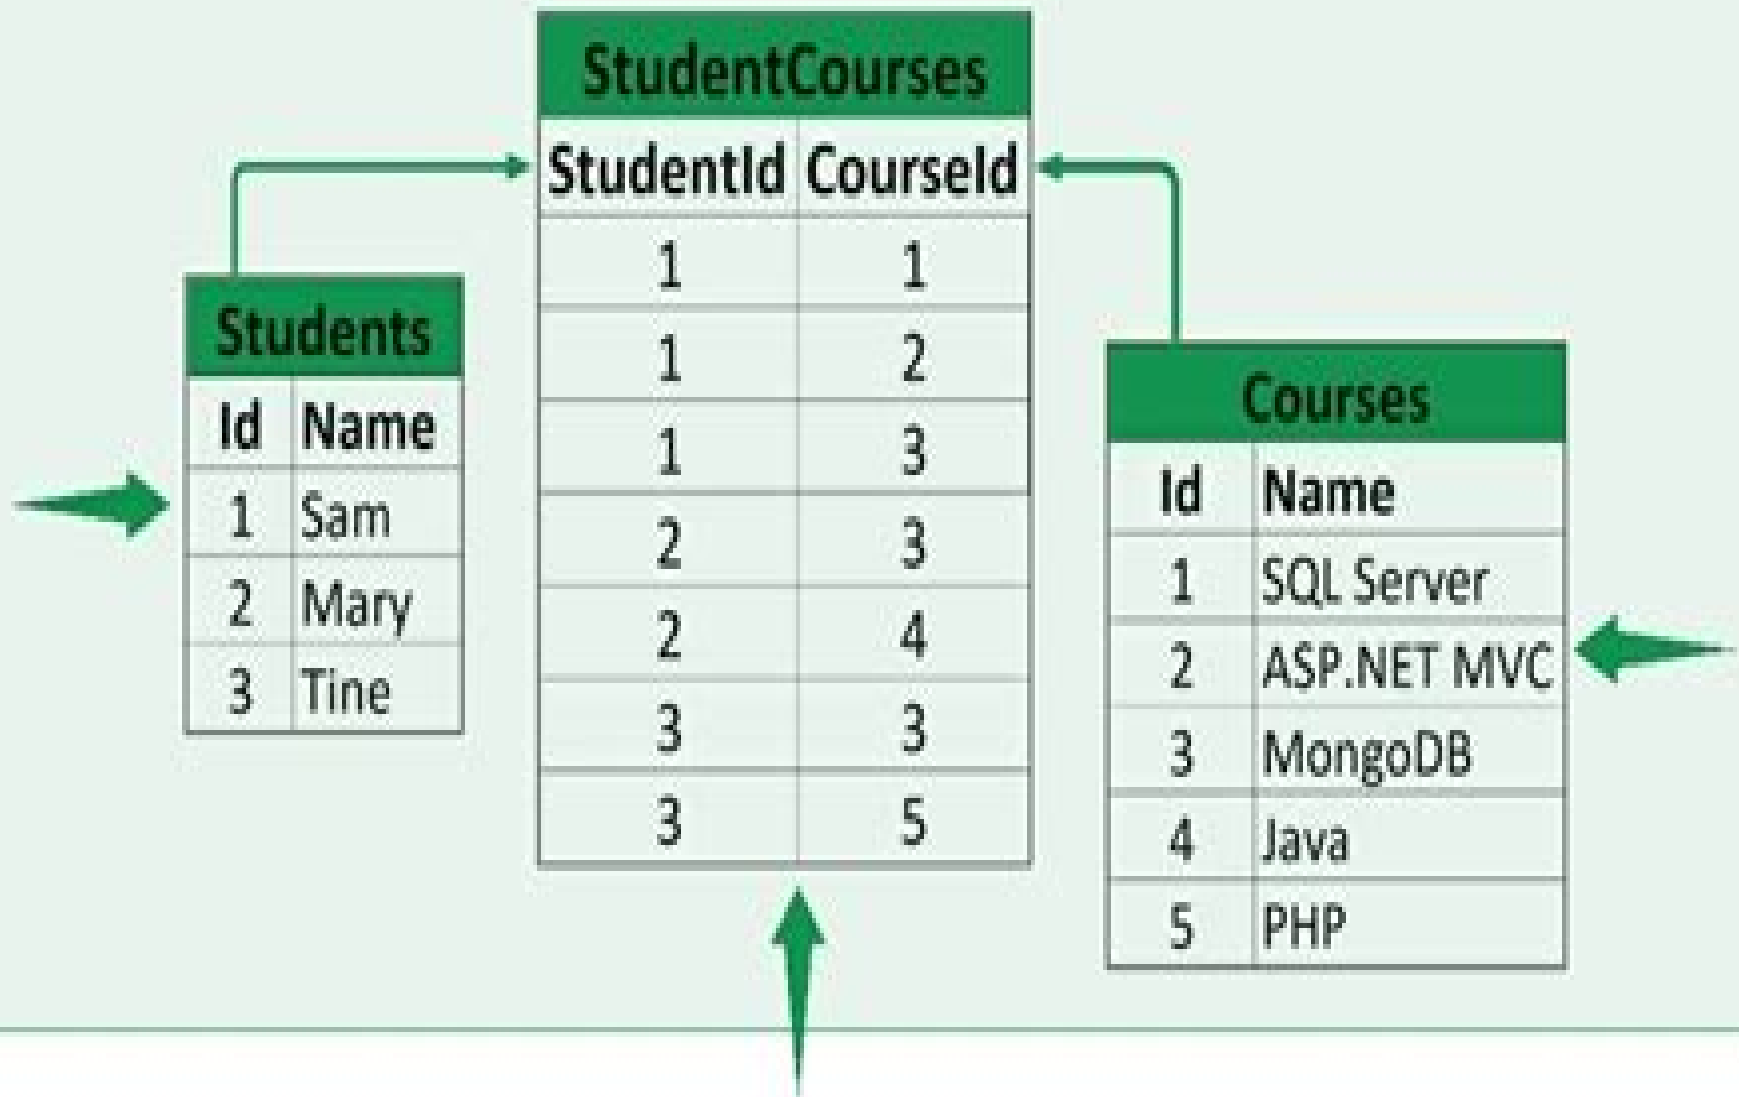 StudentCourses
StudentId CourseId
1 1
1 2
1 3
2 3
2 4
3 3
3 5
Students
Id Name
1 Sam
2 Mary
3 Tine
Courses
Id Name
1 SQL Server
2 ASP.NET MVC
3 MongoDB
4 Java
5 PHP